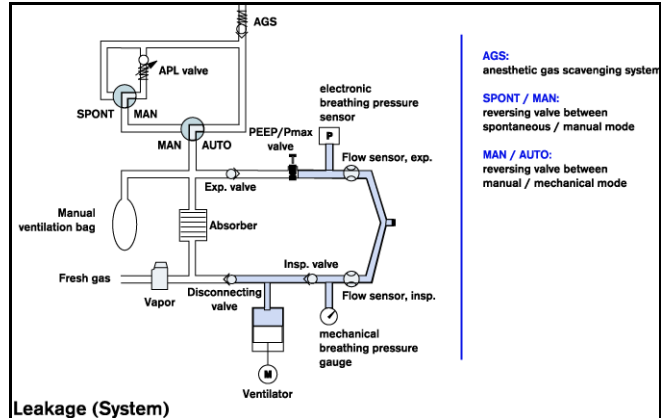 AGS
APL valve
SPONT
MAN
MAN
AUTO
electronic
breathing pressure
sensor
P
PEEP/Pmax
valve
Flow sensor, exp.
Exp. valve
Manual
ventilation bag
Absorber
Fresh gas
Vapor
Disconnecting
valve
Insp. valve
Flow sensor, insp.
mechanical
breathing pressure
gauge
M
Ventilator
Leakage (System)
AGS:
anesthetic gas scavenging system
SPONT / MAN:
reversing valve between
spontaneous / manual mode
MAN / AUTO:
reversing valve between
manual / mechanical mode